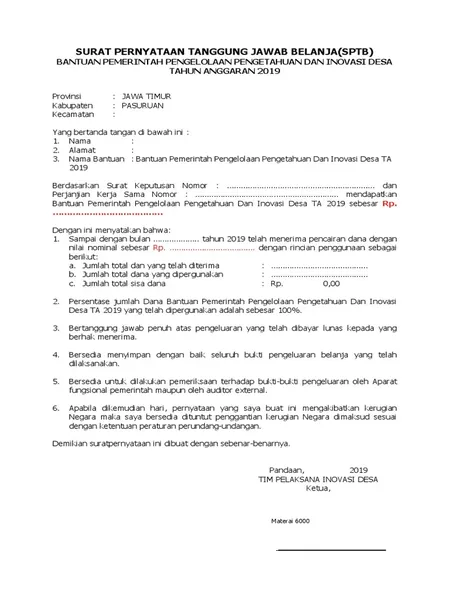 SURAT PERNYATAAN TANGGUNG JAWAB BELANJA(SPTB)
BANTUAN PEMERINTAH PENGELOLAAN PENGETAHUAN DAN INOVASI DESA
TAHUN ANGGARAN 2019
Provinsi : JAWA TIMUR
Kabupaten : PASURUAN
Kecamatan :
Yang bertanda tangan di bawah ini :
1. Nama :
2. Alamat :
3. Nama Bantuan : Bantuan Pemerintah Pengelolaan Pengetahuan Dan Inovasi Desa TA
2019
Berdasarkan Surat Keputusan Nomor : ................................................................ dan
Perjanjian Kerja Sama Nomor : .................................................. mendapatkan
Bantuan Pemerintah Pengelolaan Pengetahuan Dan Inovasi Desa TA 2019 sebesar Rp.
.......................................
Dengan ini menyatakan bahwa:
1. Sampai dengan bulan .................... tahun 2019 telah menerima pencairan dana dengan
nilai nominal sebesar Rp. ..................................... dengan rincian penggunaan sebagai
berikut:
a. Jumlah total dan yang telah diterima : ..........................................
b. Jumlah total dana yang dipergunakan : ..........................................
c. Jumlah total sisa dana : Rp. 0,00
2. Persentase jumlah Dana Bantuan Pemerintah Pengelolaan Pengetahuan Dan Inovasi
Desa TA 2019 yang telah dipergunakan adalah sebesar 100%.
3. Bertanggung jawab penuh atas pengeluaran yang telah dibayar lunas kepada yang
berhak menerima.
4. Bersedia menyimpan dengan baik seluruh bukti pengeluaran belanja yang telah
dilaksanakan.
5. Bersedia untuk dilakukan pemeriksaan terhadap bukti-bukti pengeluaran oleh Aparat
fungsional pemerintah maupun oleh auditor external.
6. Apabila dikemudian hari, pernyataan yang saya buat ini mengakibatkan kerugian
Negara maka saya bersedia dituntut penggantian kerugian Negara dimaksud sesuai
dengan ketentuan peraturan perundang-undangan.
Demikian suratpernyataan ini dibuat dengan sebenar-benarnya.
Pandaan, 2019
TIM PELAKSANA INOVASI DESA
Ketua,
Materai 6000